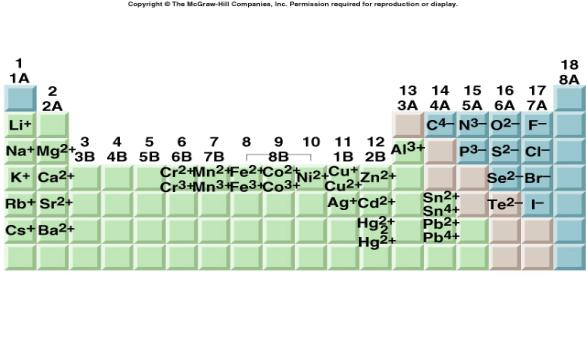 Copyright © The McGraw-Hill Companies, Inc. Permission required for reproduction or display.
1 18
1A 8A
2 13 14 15 16 17
2A 3A 4A 5A 6A 7A
Li+ C4– N3– O2– F–
3 4 5 6 7 8 9 10 11 12
3B 4B 5B 6B 7B 8B 1B 2B
Na+ Mg2+ Al3+ P3– S2– Cl–
K+ Ca2+ Cr2+ Mn2+ Fe2+ Co2+ Ni2+ Cu+ Zn2+ Se2– Br–
Cr3+ Mn3+ Fe3+ Co3+ Cu2+
Rb+ Sr2+ Ag+ Cd2+ Sn2+ Te2– I–
Sn4+
Cs+ Ba2+ Hg2+ Pb2+
2
Hg2+ Pb4+